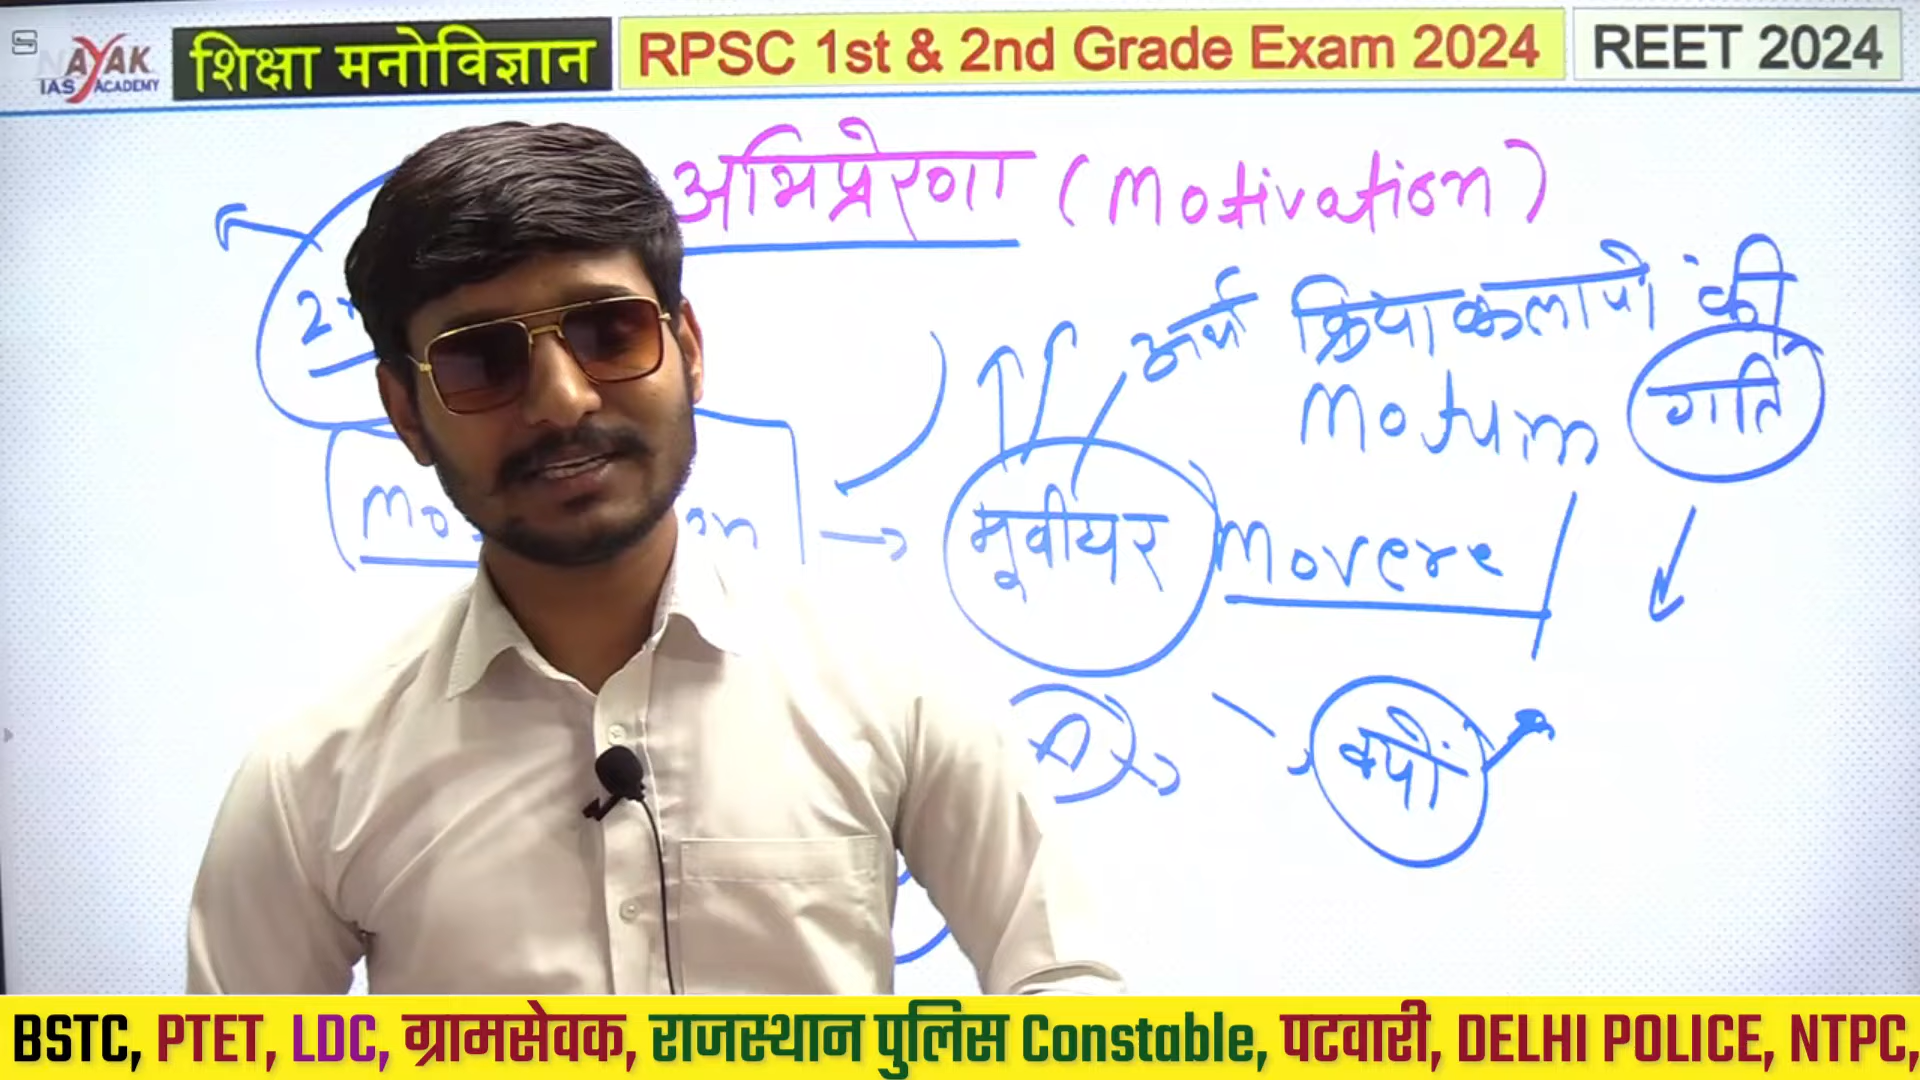 NAYAK
IAS ACADEMY
शिक्षा मनोविज्ञान
RPSC 1st & 2nd Grade Exam 2024
REET 2024
अभिप्रेरणा (Motivation)
अर्थ क्रियाकलापो की
Motum गति
मूवीयर Movere
क्यों
BSTC, PTET, LDC, ग्रामसेवक, राजस्थान पुलिस Constable, पटवारी, DELHI POLICE, NTPC,